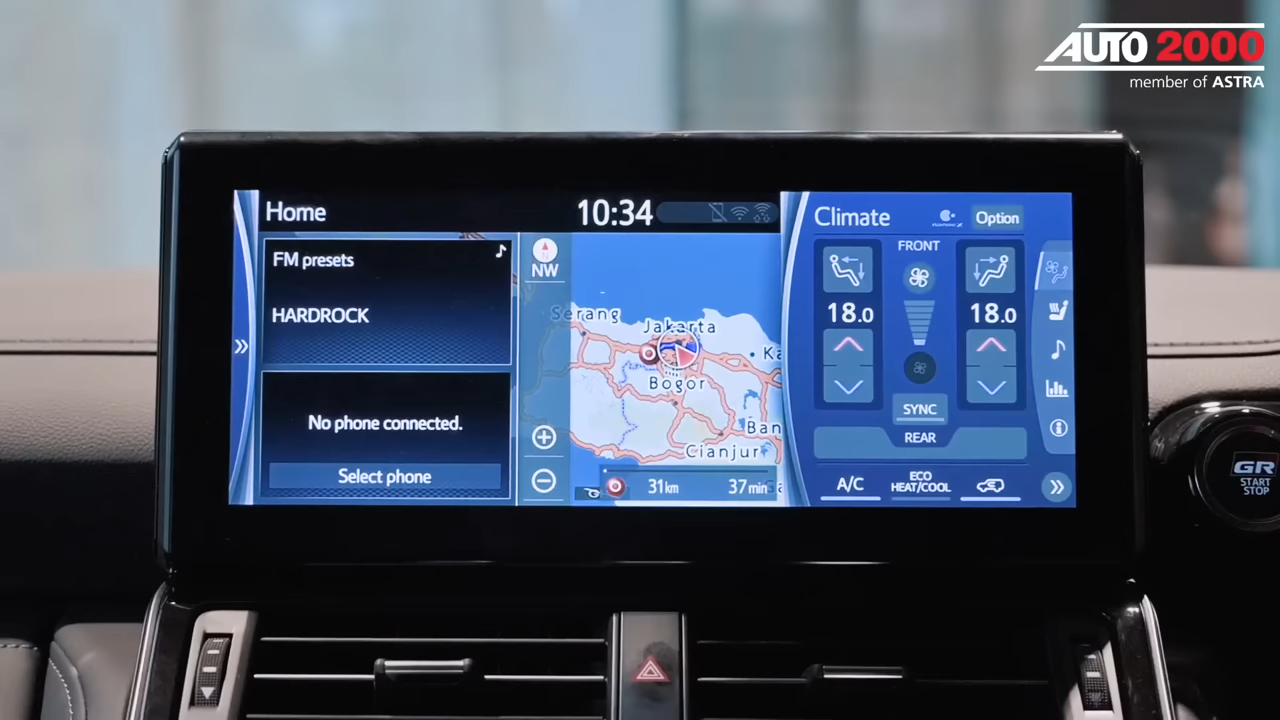 AUTO 2000
member of ASTRA
Home
10:34
FM presets
HARDROCK
No phone connected.
Select phone
NW
Serang
Jakarta
Ka
Bogor
Ban
Cianjur
31km
37min
Climate
Option
FRONT
18.0
18.0
SYNC
REAR
A/C
ECO
HEAT/COOL
GR
START
STOP